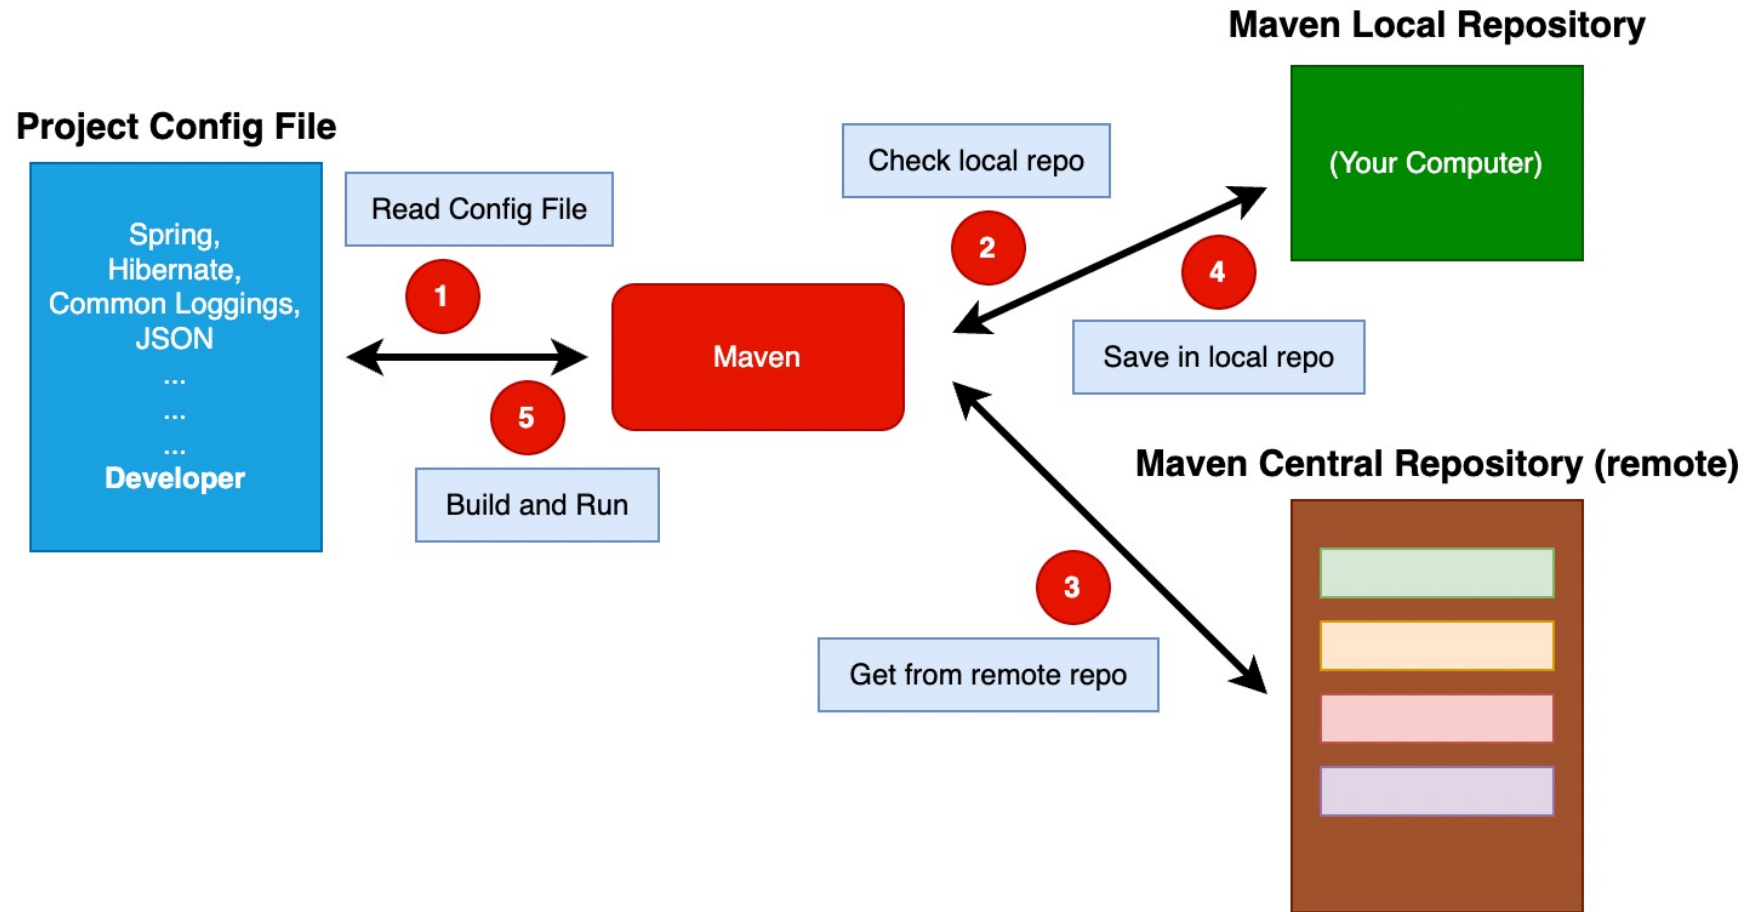 Maven Local Repository
(Your Computer)
Project Config File
Spring,
Hibernate,
Common Loggings,
JSON
...
...
...
Developer
Read Config File
1
5
Build and Run
Maven
Check local repo
2
4
Save in local repo
Maven Central Repository (remote)
3
Get from remote repo